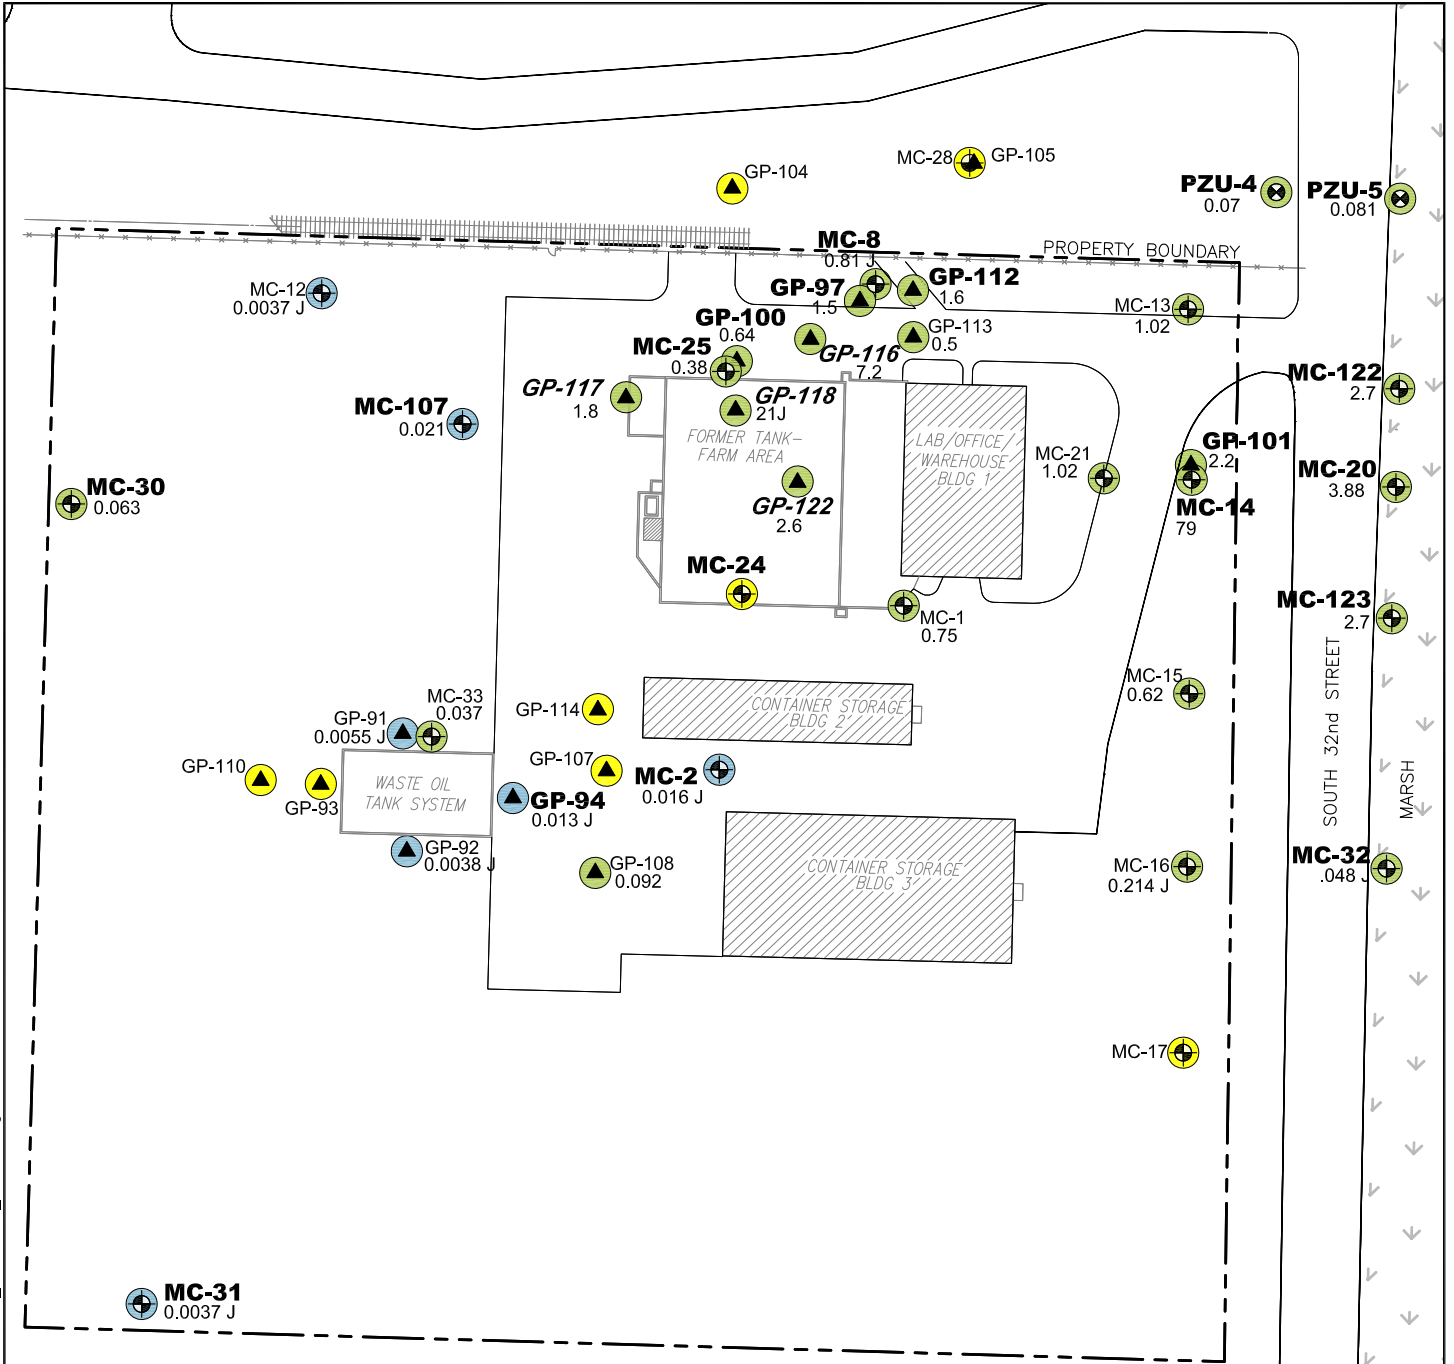 MC-28
GP-105
GP-104
PZU-4
0.07
PZU-5
0.081
MC-8
0.81 J
PROPERTY BOUNDARY
MC-12
0.0037 J
GP-97
1.5
GP-112
1.6
MC-13
1.02
GP-100
0.64
GP-113
0.5
MC-25
0.38
GP-116
7.2
MC-122
2.7
GP-117
1.8
GP-118
21J
MC-107
0.021
FORMER TANK-
FARM AREA
LAB/OFFICE/
WAREHOUSE
BLDG 1
MC-21
1.02
GP-101
2.2
MC-20
3.88
MC-30
0.063
GP-122
2.6
MC-14
79
MC-24
MC-1
0.75
MC-123
2.7
MC-15
0.62
SOUTH 32nd STREET
MARSH
MC-33
0.037
GP-91
0.0055 J
GP-114
CONTAINER STORAGE
BLDG 2
GP-110
GP-93
WASTE OIL
TANK SYSTEM
GP-107
MC-2
0.016 J
GP-94
0.013 J
GP-92
0.0038 J
GP-108
0.092
CONTAINER STORAGE
BLDG 3
MC-16
0.214 J
MC-32
.048 J
MC-17
MC-31
0.0037 J